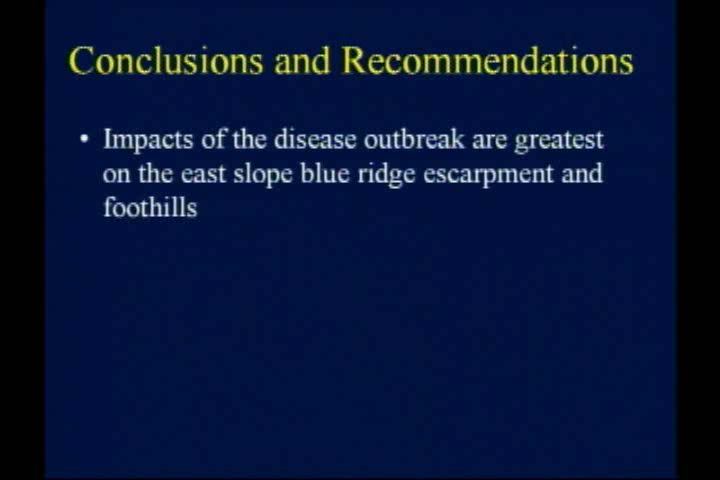 Conclusions and Recommendations
• Impacts of the disease outbreak are greatest
on the east slope blue ridge escarpment and
foothills